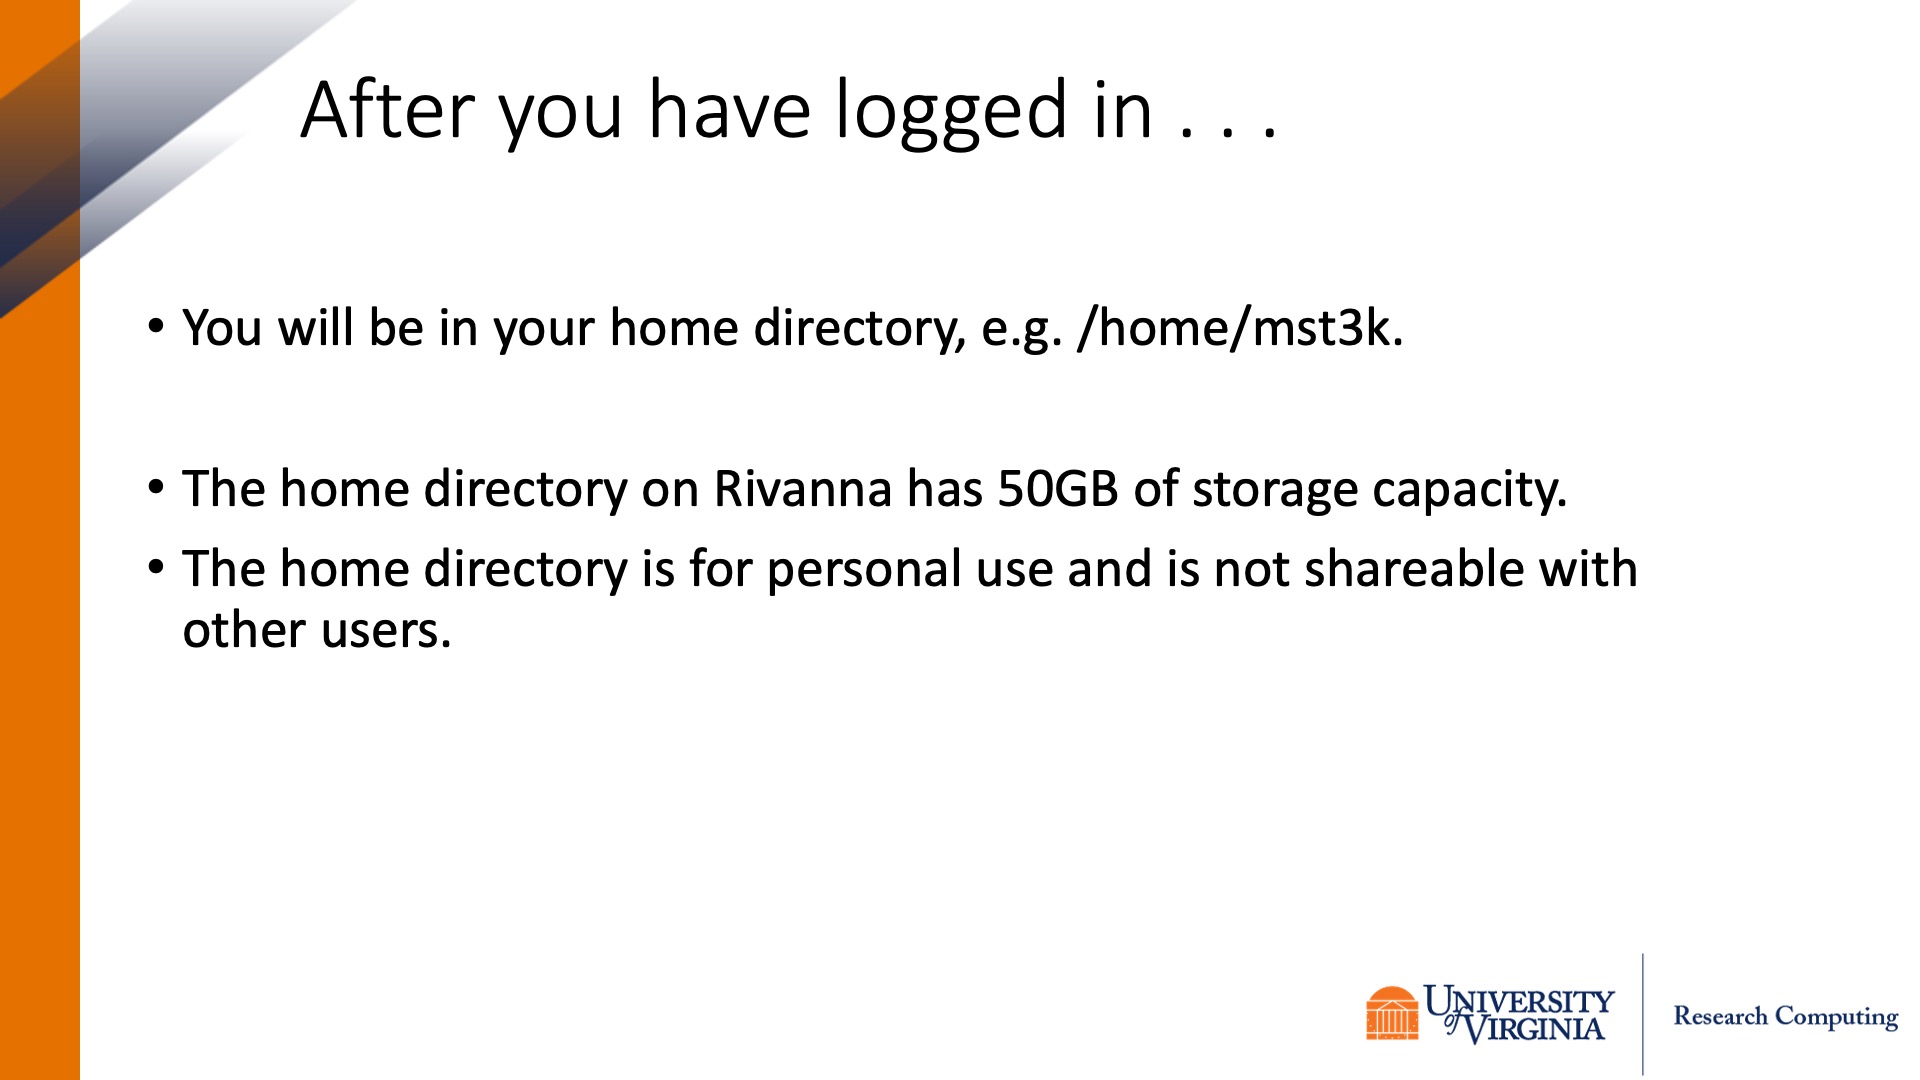 After you have logged in . . .
• You will be in your home directory, e.g. /home/mst3k.
• The home directory on Rivanna has 50GB of storage capacity.
• The home directory is for personal use and is not shareable with
other users.
UNIVERSITY
of VIRGINIA
Research Computing